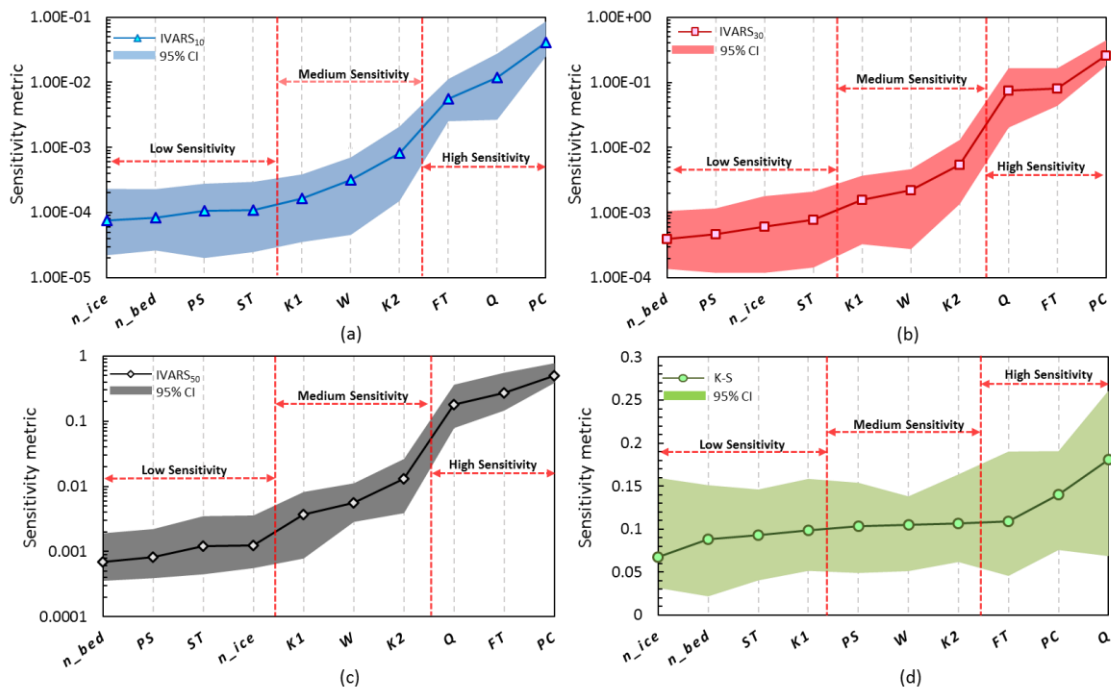 Sensitivity metric
1.00E-01
1.00E-02
1.00E-03
1.00E-04
1.00E-05
IVARS10
95% CI
Medium Sensitivity
Low Sensitivity
High Sensitivity
n_ice n_bed PS ST K1 W K2 FT Q PC
(a)
Sensitivity metric
1.00E+00
1.00E-01
1.00E-02
1.00E-03
1.00E-04
IVARS30
95% CI
Medium Sensitivity
Low Sensitivity
High Sensitivity
n_bed PS n_ice ST K1 W K2 Q FT PC
(b)
Sensitivity metric
1
0.1
0.01
0.001
0.0001
IVARS50
95% CI
Medium Sensitivity
Low Sensitivity
High Sensitivity
n_bed PS ST n_ice K1 W K2 Q FT PC
(c)
Sensitivity metric
0.3
0.25
0.2
0.15
0.1
0.05
0
K-S
95% CI
High Sensitivity
Medium Sensitivity
Low Sensitivity
n_ice n_bed ST K1 PS W K2 FT PC Q
(d)